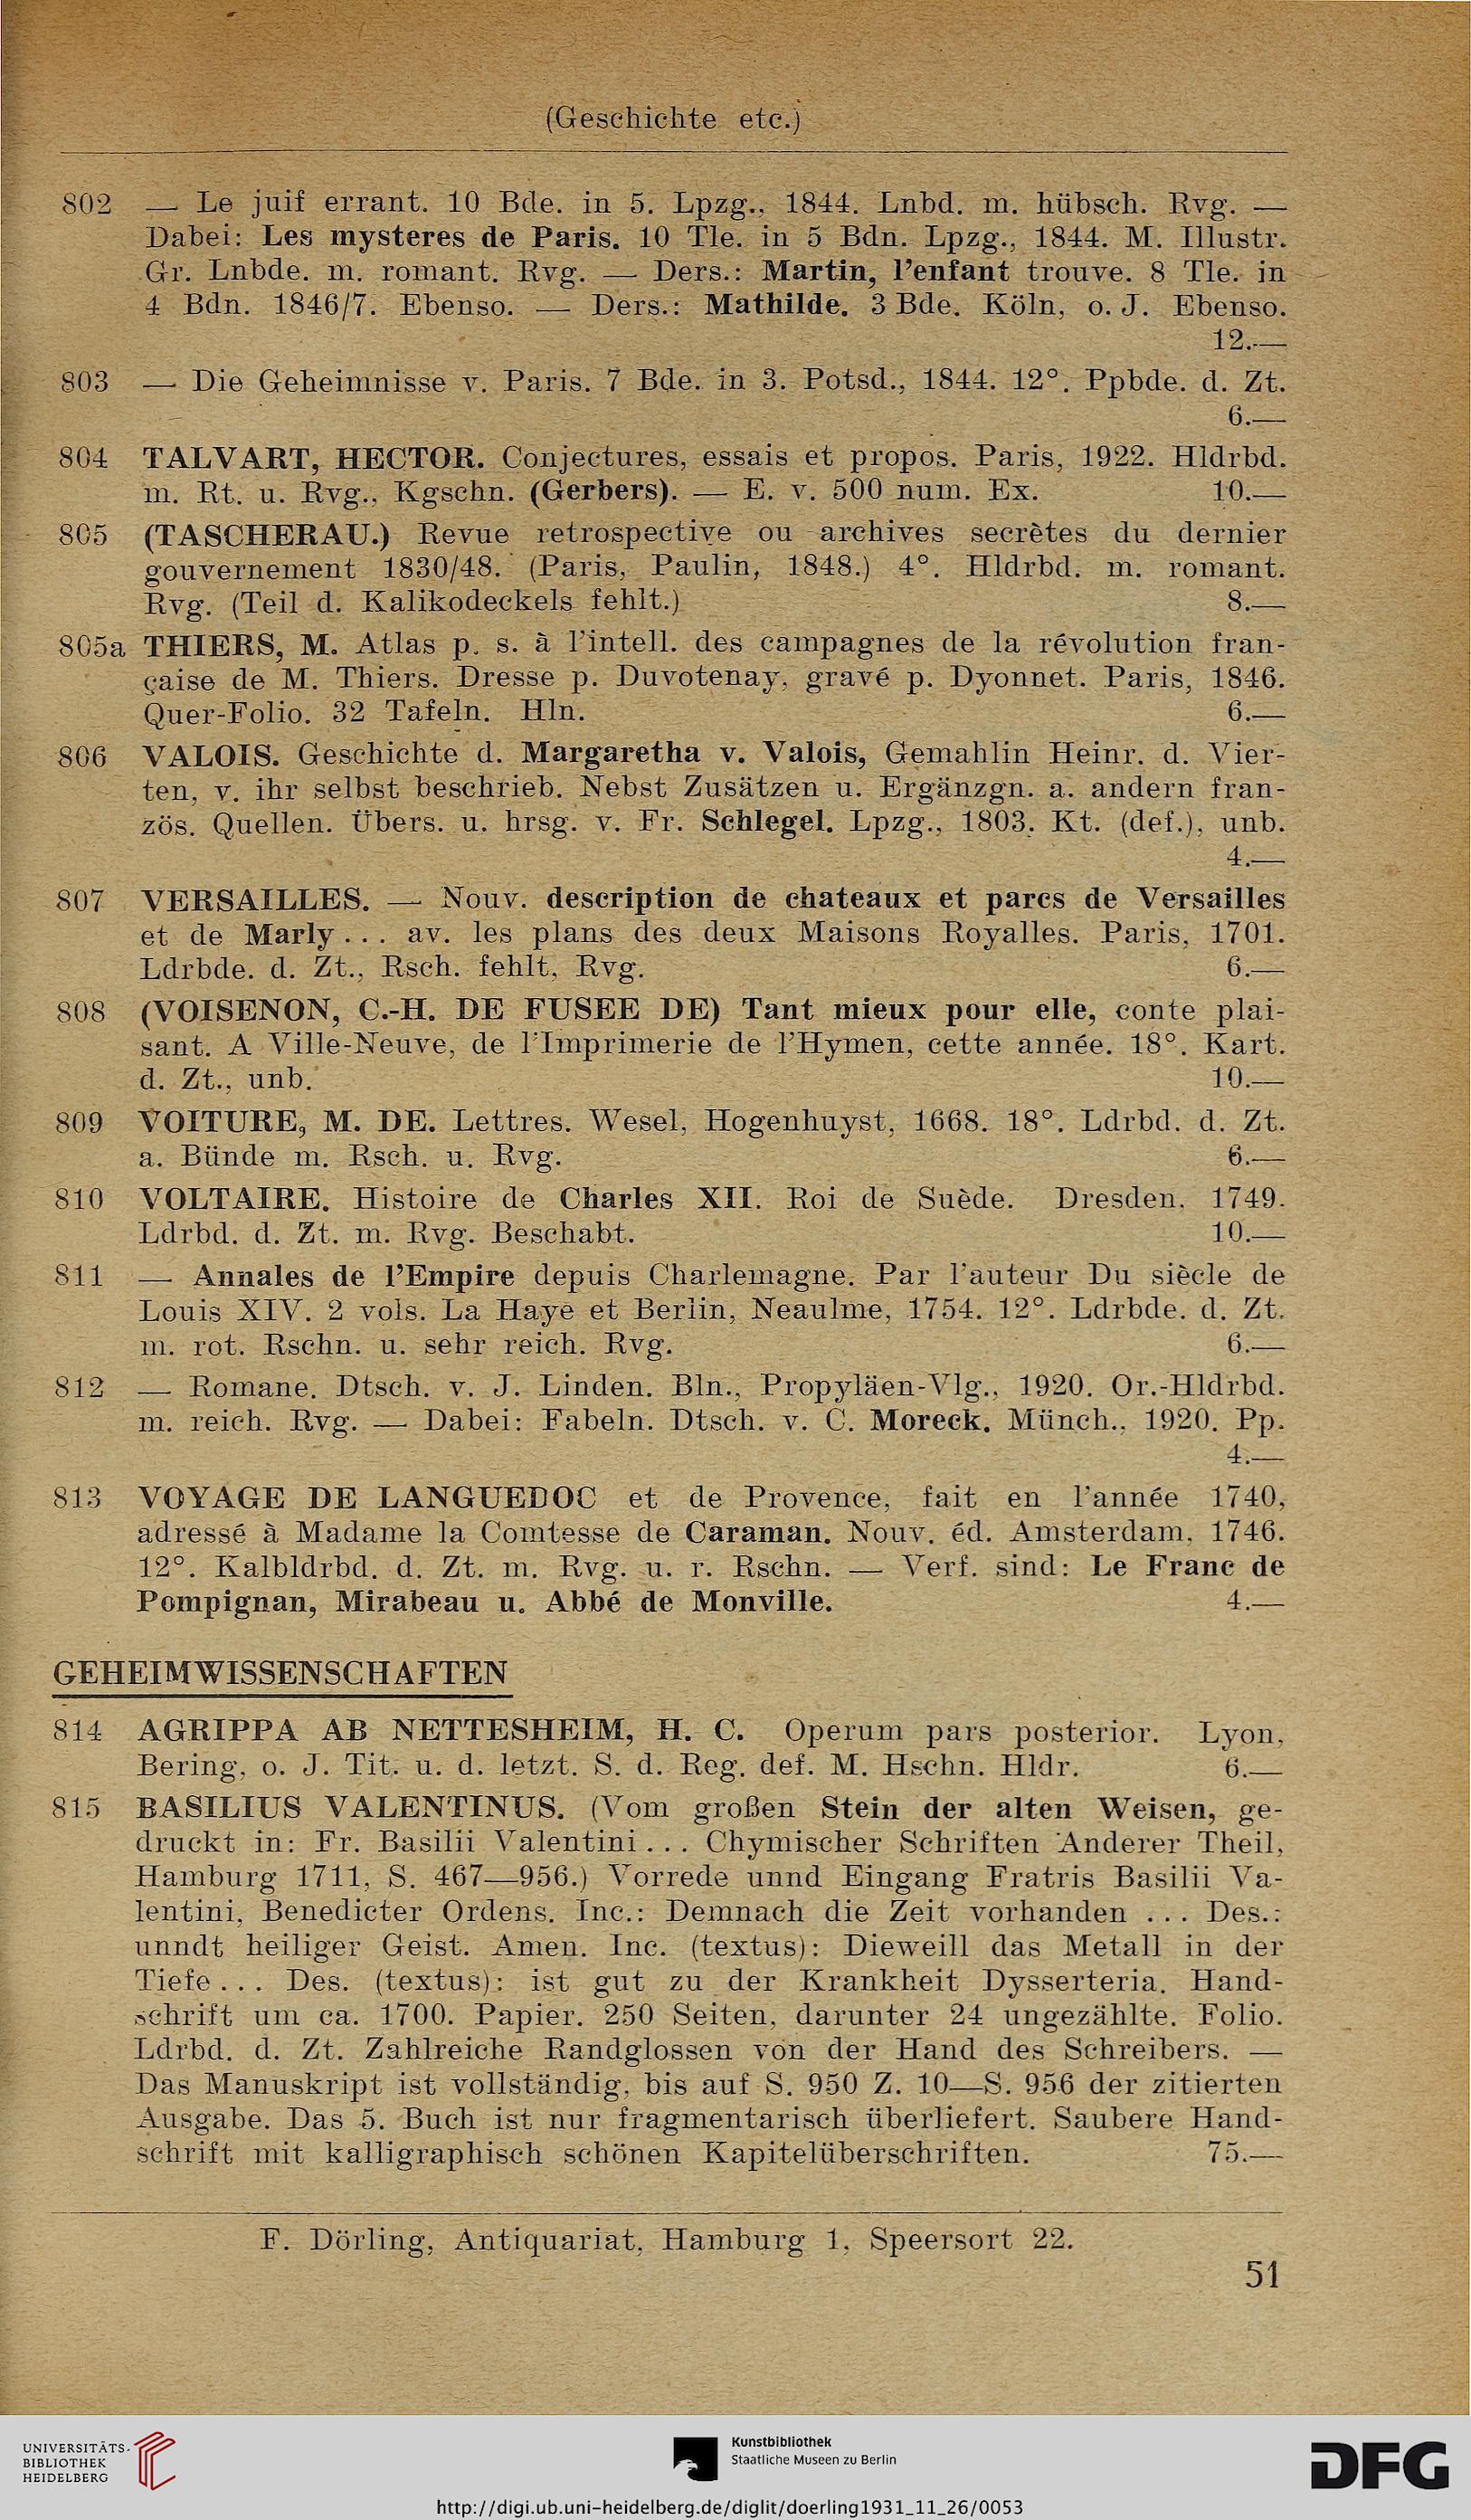 (Geschichte etc.)
802 — Le juif errant. 10 Bde. in 5. Lpzg., 1844. Lnbd. m. hübsch. Rvg. —
Dabei: Les mysteres de Paris. 10 Tle. in 5 Bdn. Lpzg., 1844. M. Illustr.
Gr. Lnbde. m. romant. Rvg. — Ders.: Martin, l'enfant trouve. 8 Tle. in
4 Bdn. 1846/7. Ebenso. — Ders.: Mathilde. 3 Bde. Köln, o. J. Ebenso.
12.—
803 — Die Geheimnisse v. Paris. 7 Bde. in 3. Potsd., 1844. 12°. Ppbde. d. Zt.
6.—
804 TALVART, HECTOR. Conjectures, essais et propos. Paris, 1922. Hldrbd.
m. Rt. u. Rvg., Kgschn. (Gerbers). — E. v. 500 num. Ex. 10.—
805 (TASCHERAU.) Revue retrospective ou archives secrètes du dernier
gouvernement 1830/48. (Paris, Paulin, 1848.) 4°. Hldrbd. m. romant.
Rvg. (Teil d. Kalikodeckels fehlt.) 8.—
805a THIERS, M. Atlas p. s. à l'intell. des campagnes de la révolution fran-
çaise de M. Thiers. Dresse p. Duvotenay, gravé p. Dyonnet. Paris, 1846.
Quer-Folio. 32 Tafeln. Hln. 6.—
806 VALOIS. Geschichte d. Margaretha v. Valois, Gemahlin Heinr. d. Vier-
ten, v. ihr selbst beschrieb. Nebst Zusätzen u. Ergänzgn. a. andern fran-
zös. Quellen. Übers. u. hrsg. v. Fr. Schlegel. Lpzg., 1803. Kt. (def.), unb.
4.—
807 VERSAILLES. — Nouv. description de chateaux et parcs de Versailles
et de Marly... av. les plans des deux Maisons Royalles. Paris, 1701.
Ldrbde. d. Zt., Rsch. fehlt, Rvg. 6.—
808 (VOISENON, C.-H. DE FUSEE DE) Tant mieux pour elle, conte plai-
sant. A Ville-Neuve, de l'Imprimerie de l'Hymen, cette année. 18°. Kart.
d. Zt., unb. 10.—
809 VOITURE, M. DE. Lettres. Wesel, Hogenhuyst, 1668. 18°. Ldrbd. d. Zt.
a. Bünde m. Rsch. u. Rvg. 6.—
810 VOLTAIRE. Histoire de Charles XII. Roi de Suède. Dresden, 1749.
Ldrbd. d. Zt. m. Rvg. Beschabt. 10.—
811 — Annales de l'Empire depuis Charlemagne. Par l'auteur Du siècle de
Louis XIV. 2 vols. La Haye et Berlin, Neaulme, 1754. 12°. Ldrbde. d. Zt.
m. rot. Rschn. u. sehr reich. Rvg. 6.—
812 — Romane. Dtsch. v. J. Linden. Bln., Propyläen-Vlg., 1920. Or.-Hldrbd.
m. reich. Rvg. — Dabei: Fabeln. Dtsch. v. C. Moreck. Münch., 1920. Pp.
4.—
813 VOYAGE DE LANGUEDOC et de Provence, fait en l'année 1740,
adressé à Madame la Comtesse de Caraman. Nouv. éd. Amsterdam, 1746.
12°. Kalbldrbd. d. Zt. m. Rvg. u. r. Rschn. — Verf. sind: Le Franc de
Pompignan, Mirabeau u. Abbé de Monville. 4.—
GEHEIMWISSENSCHAFTEN
814 AGRIPPA AB NETTESHEIM, H. C. Operum pars posterior. Lyon,
Bering, o. J. Tit. u. d. letzt. S. d. Reg. def. M. Hschn. Hldr. 6.—
815 BASILIUS VALENTINUS. (Vom großen Stein der alten Weisen, ge-
druckt in: Fr. Basilii Valentini... Chymischer Schriften Anderer Theil,
Hamburg 1711, S. 467—956.) Vorrede unnd Eingang Fratris Basilii Va-
lentini, Benedicter Ordens. Inc.: Demnach die Zeit vorhanden ... Des.:
unndt heiliger Geist. Amen. Inc. (textus): Dieweill das Metall in der
Tiefe... Des. (textus): ist gut zu der Krankheit Dysserteria. Hand-
schrift um ca. 1700. Papier. 250 Seiten, darunter 24 ungezählte. Folio.
Ldrbd. d. Zt. Zahlreiche Randglossen von der Hand des Schreibers. —
Das Manuskript ist vollständig, bis auf S. 950 Z. 10—S. 956 der zitierten
Ausgabe. Das 5. Buch ist nur fragmentarisch überliefert. Saubere Hand-
schrift mit kalligraphisch schönen Kapitelüberschriften. 75.—
F. Dörling, Antiquariat, Hamburg 1, Speersort 22.
51
UNIVERSITÄTS-
BIBLIOTHEK
HEIDELBERG
Kunstbibliothek
Staatliche Museen zu Berlin
DFG
http://digi.ub.uni-heidelberg.de/diglit/doerling1931_11_26/0053